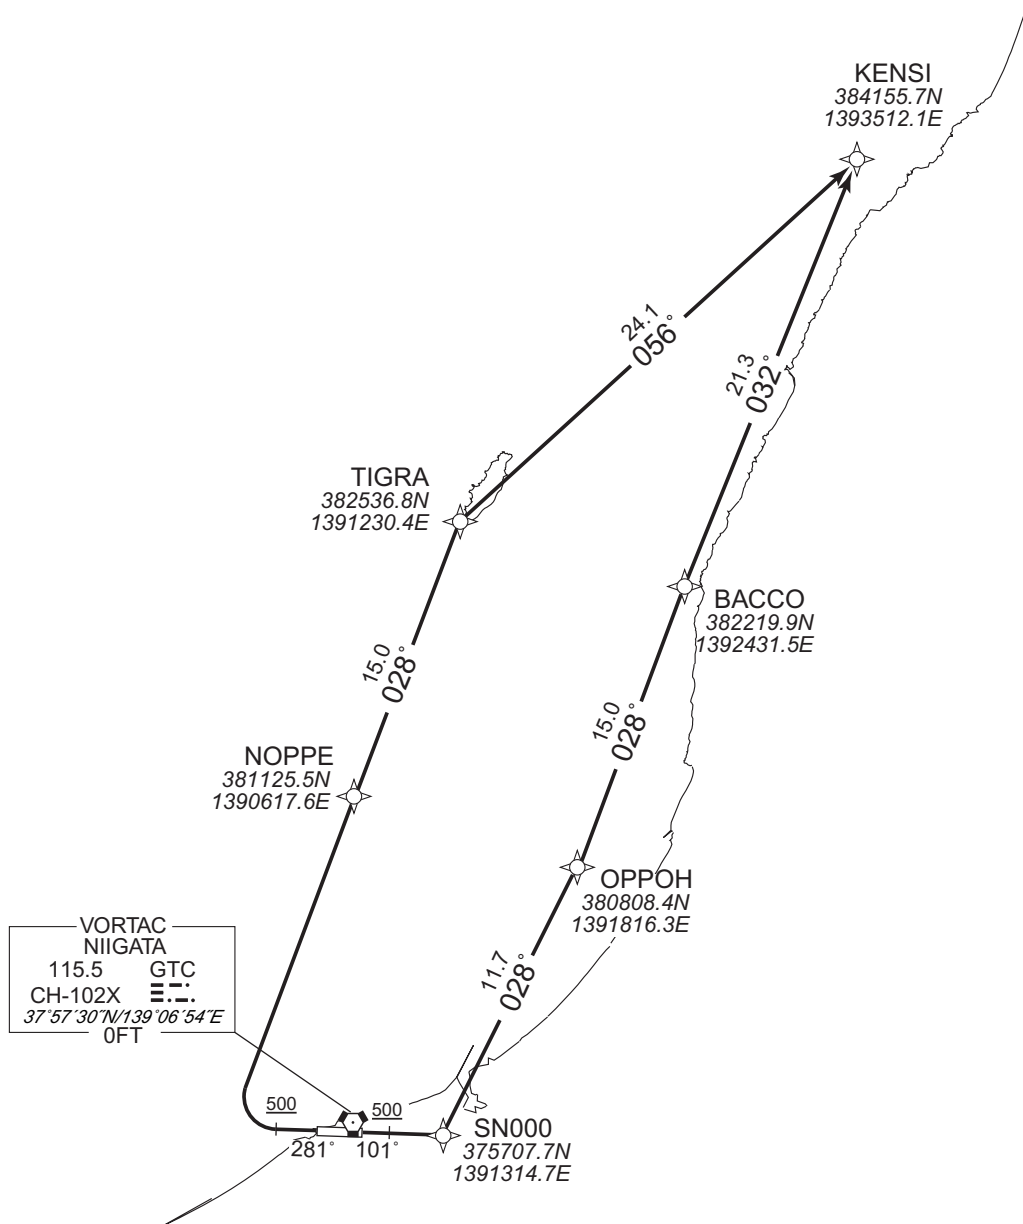 KENSI
384155.7N
1393512.1E
24.1
056°
21.3
032°
TIGRA
382536.8N
1391230.4E
BACCO
382219.9N
1392431.5E
15.0
028°
15.0
028°
NOPPE
381125.5N
1390617.6E
OPPOH
380808.4N
1391816.3E
VORTAC
NIIGATA
115.5 GTC
CH-102X
37°57′30″N/139°06′54″E
0FT
11.7
028°
500
500
281°
101°
SN000
375707.7N
1391314.7E